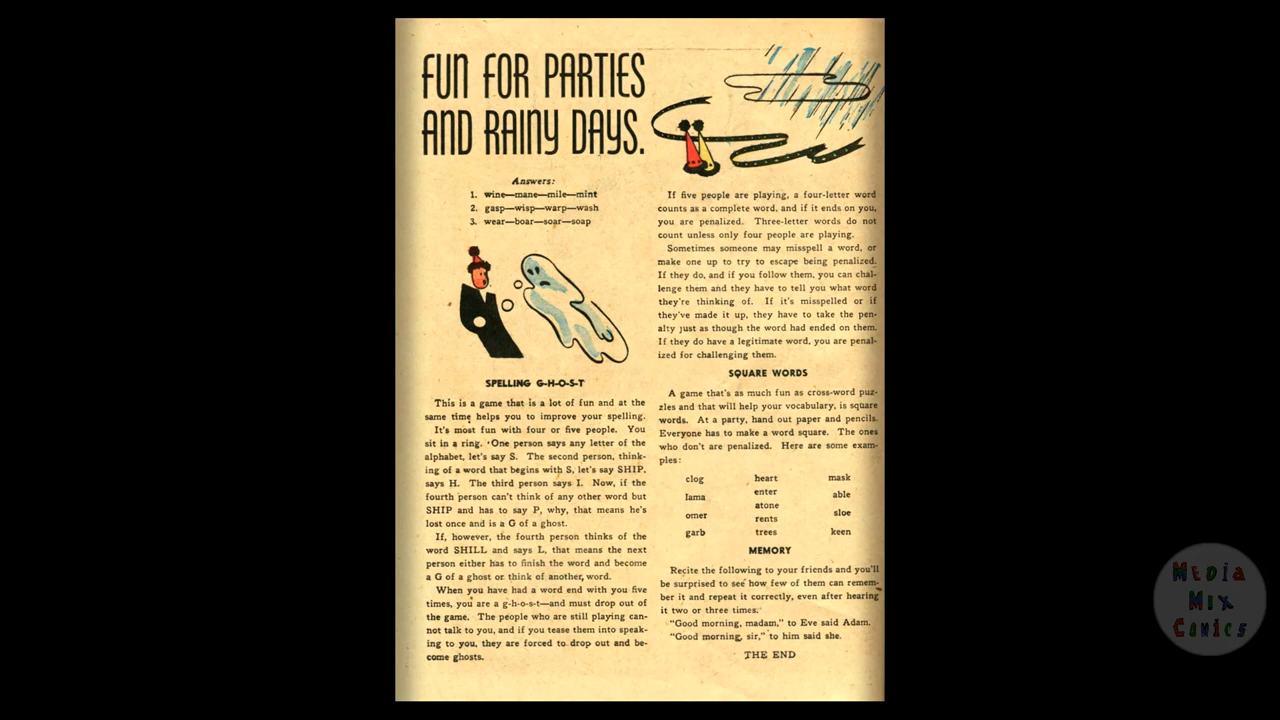 FUN FOR PARTIES
AND RAINY DAYS.
Answers:
1. wine—mane—mile—mint
2. gasp—wisp—warp—wash
3. wear—boar—soar—soap
SPELLING G-H-O-S-T
This is a game that is a lot of fun and at the
same time helps you to improve your spelling.
It's most fun with four or five people. You
sit in a ring. One person says any letter of the
alphabet, let's say S. The second person, think-
ing of a word that begins with S, let's say SHIP,
says H. The third person says I. Now, if the
fourth person can't think of any other word but
SHIP and has to say P, why, that means he's
lost once and is a G of a ghost.
If, however, the fourth person thinks of the
word SHILL and says L, that means the next
person either has to finish the word and become
a G of a ghost or think of another word.
When you have had a word end with you five
times, you are a g-h-o-s-t—and must drop out of
the game. The people who are still playing can-
not talk to you, and if you tease them into speak-
ing to you, they are forced to drop out and be-
come ghosts.
If five people are playing, a four-letter word
counts as a complete word, and if it ends on you,
you are penalized. Three-letter words do not
count unless only four people are playing.
Sometimes someone may misspell a word, or
make one up to try to escape being penalized.
If they do, and if you follow them, you can chal-
lenge them and they have to tell you what word
they're thinking of. If it's misspelled or if
they've made it up, they have to take the pen-
alty just as though the word had ended on them.
If they do have a legitimate word, you are penal-
ized for challenging them.
SQUARE WORDS
A game that's as much fun as cross-word puz-
zles and that will help your vocabulary, is square
words. At a party, hand out paper and pencils.
Everyone has to make a word square. The ones
who don't are penalized. Here are some exam-
ples:
clog
lama
omer
garb
heart
enter
atone
rents
trees
mask
able
sloe
keen
MEMORY
Recite the following to your friends and you'll
be surprised to see how few of them can remem-
ber it and repeat it correctly, even after hearing
it two or three times.
"Good morning, madam," to Eve said Adam.
"Good morning, sir," to him said she.
THE END
MEDIA
MIX
COMICS